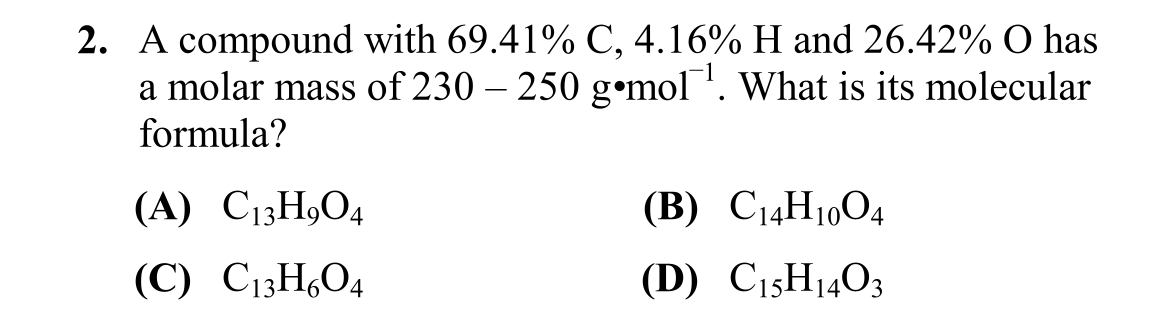 2. A compound with 69.41% C, 4.16% H and 26.42% O has
a molar mass of 230 – 250 g•mol⁻¹. What is its molecular
formula?
(A) C₁₃H₉O₄ (B) C₁₄H₁₀O₄
(C) C₁₃H₆O₄ (D) C₁₅H₁₄O₃